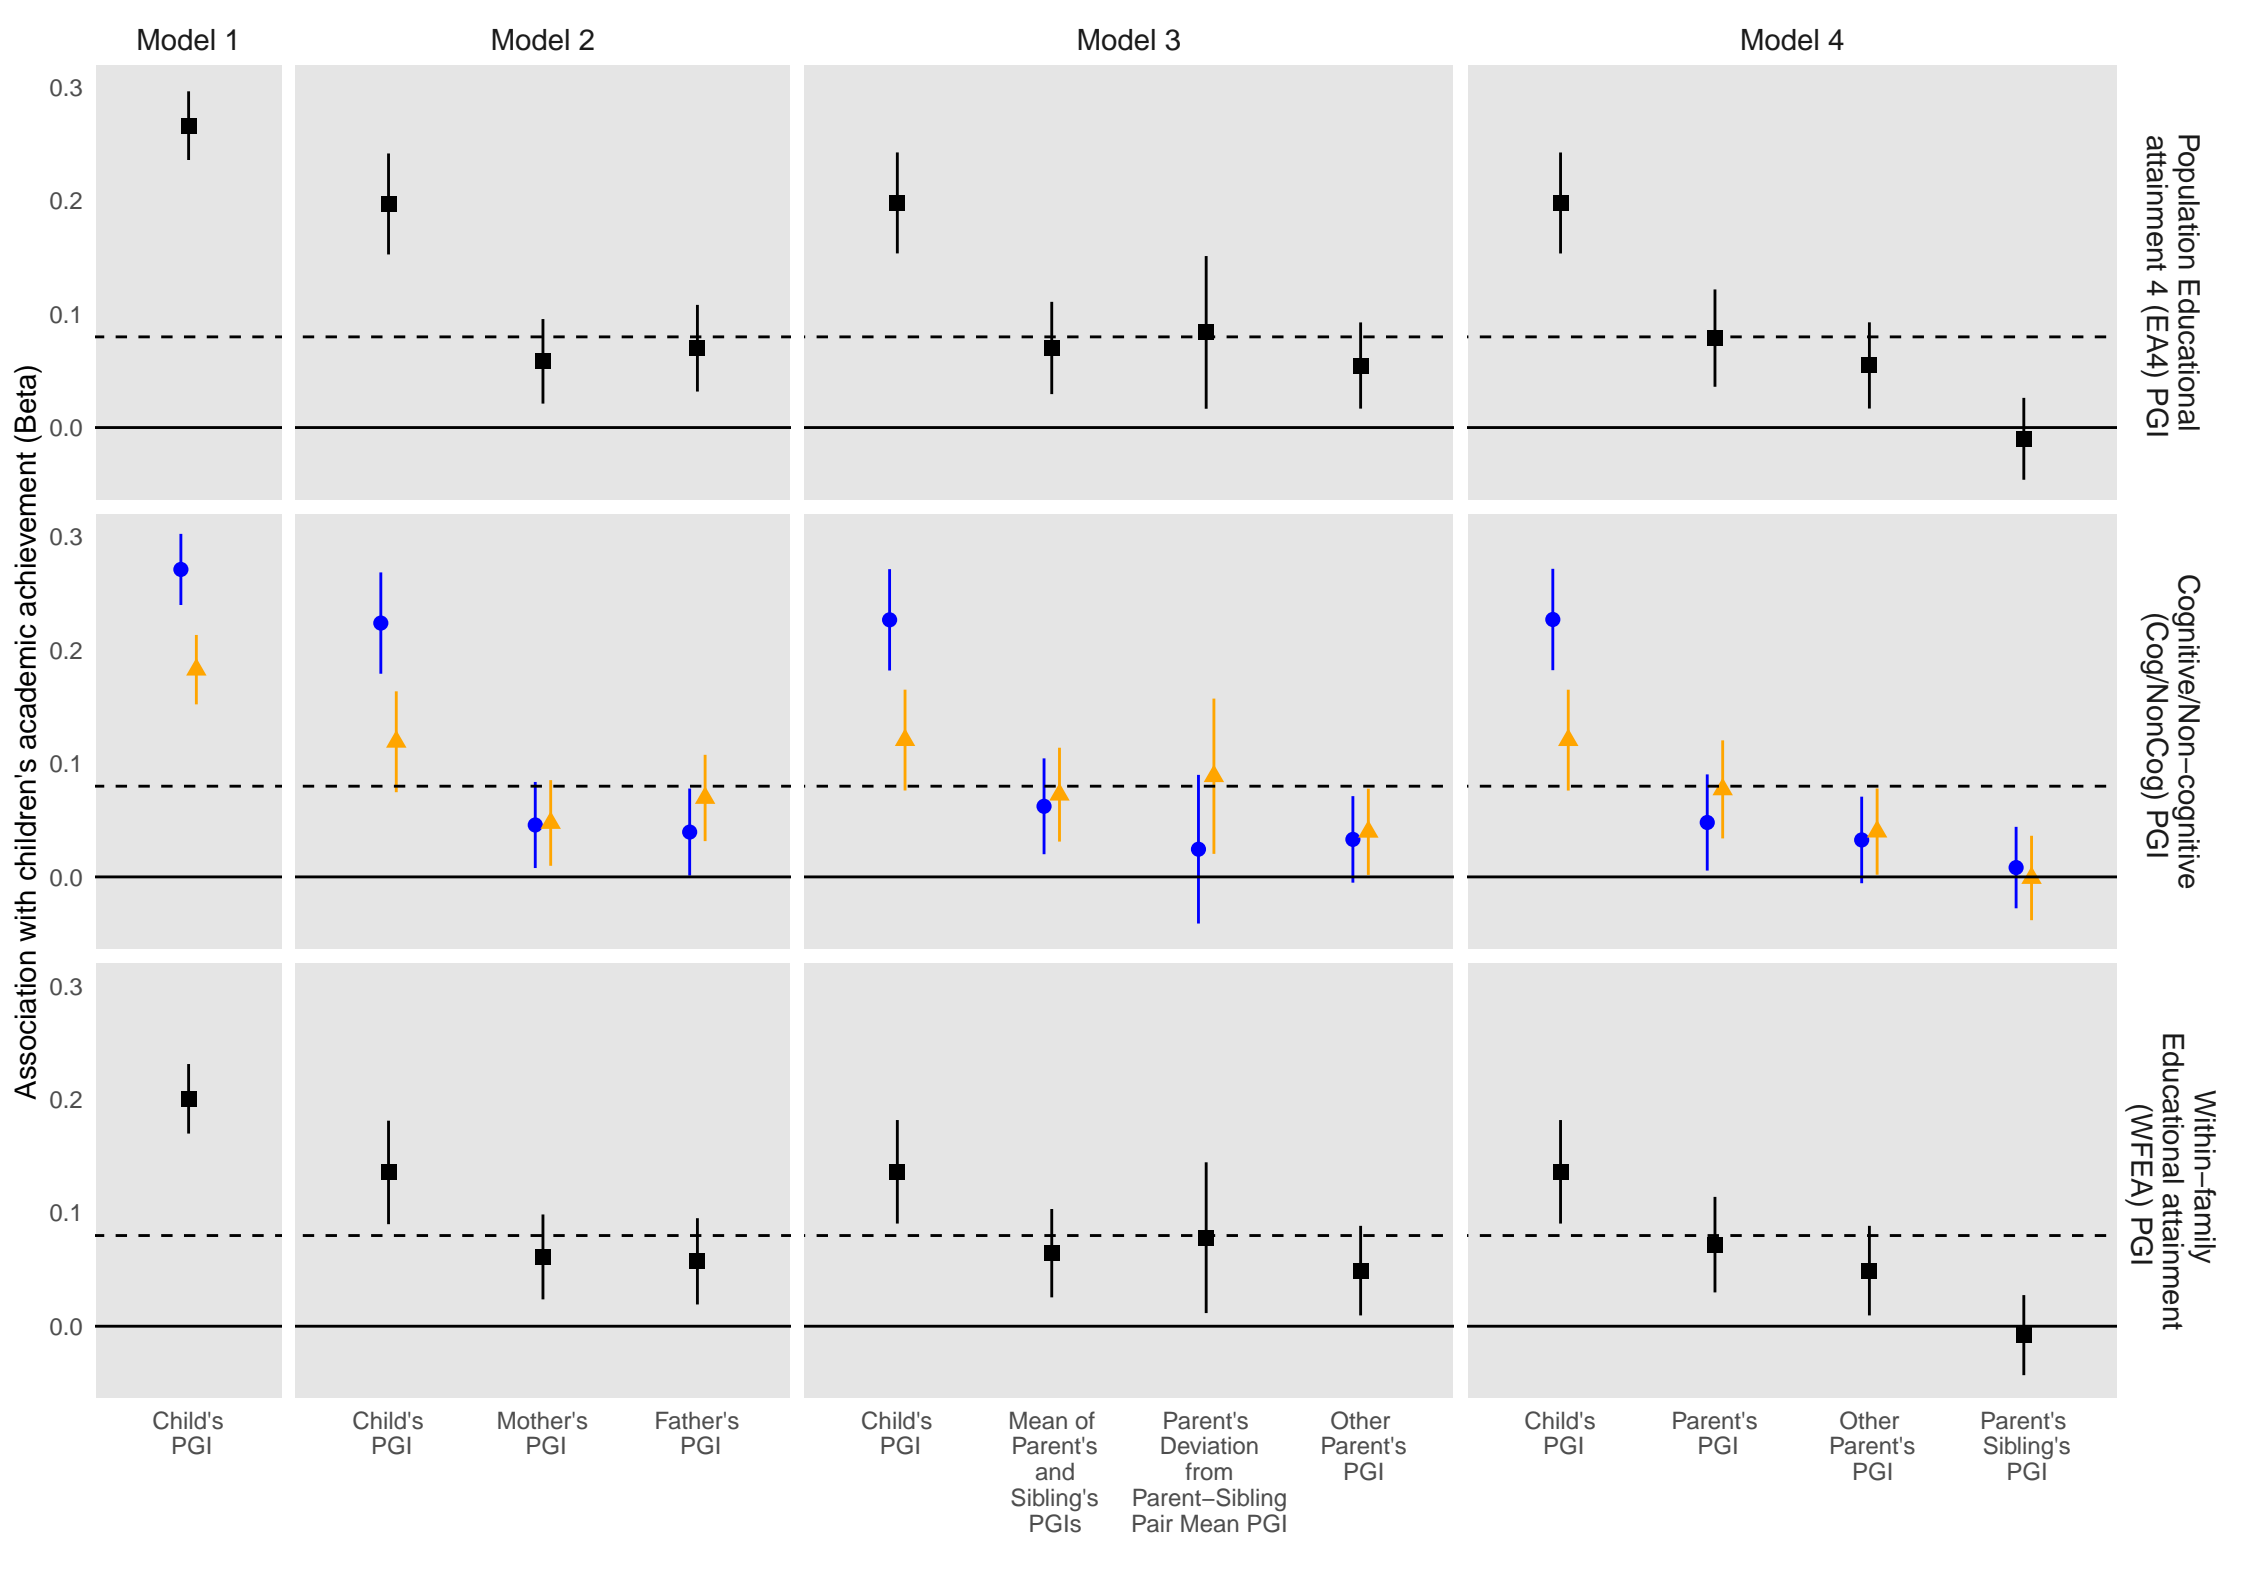 Model 1
Model 2
Model 3
Model 4
Association with children's academic achievement (Beta)
0.3
0.2
0.1
0.0
Population Educational
attainment 4 (EA4) PGI
0.3
0.2
0.1
0.0
Cognitive/Non−cognitive
(Cog/NonCog) PGI
0.3
0.2
0.1
0.0
Within−family
Educational attainment
(WFEA) PGI
Child's
PGI
Child's
PGI
Mother's
PGI
Father's
PGI
Child's
PGI
Mean of
Parent's
and
Sibling's
PGIs
Parent's
Deviation
from
Parent−Sibling
Pair Mean PGI
Other
Parent's
PGI
Child's
PGI
Parent's
PGI
Other
Parent's
PGI
Parent's
Sibling's
PGI